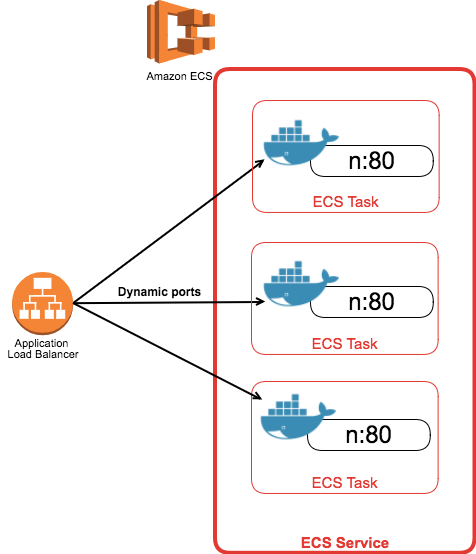 Amazon ECS
n:80
ECS Task
Dynamic ports
n:80
ECS Task
Application
Load Balancer
n:80
ECS Task
ECS Service